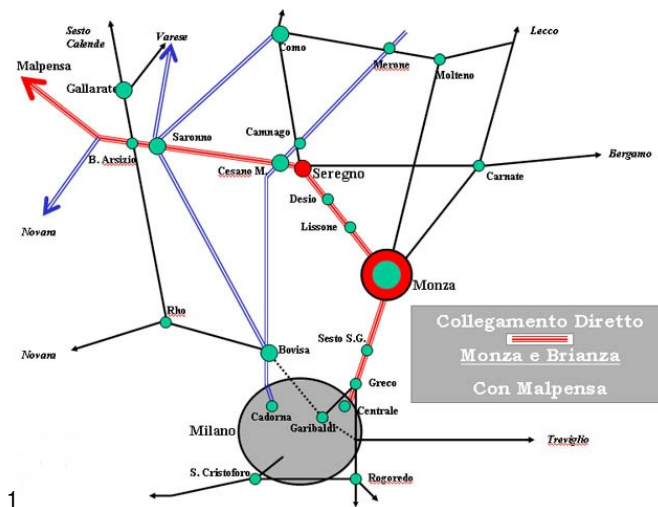 Sesto
Calende
Varese
Como
Lecco
Malpensa
Merone
Molteno
Gallarate
Camnago
Saronno
B. Arsizio
Cesano M.
Seregno
Bergamo
Carnate
Desio
Lissone
Novara
Monza
Rho
Collegamento Diretto
Monza e Brianza
Con Malpensa
Sesto S.G.
Novara
Bovisa
Greco
Cadorna
Centrale
Garibaldi
Milano
Treviglio
S. Cristoforo
Rogoredo
1